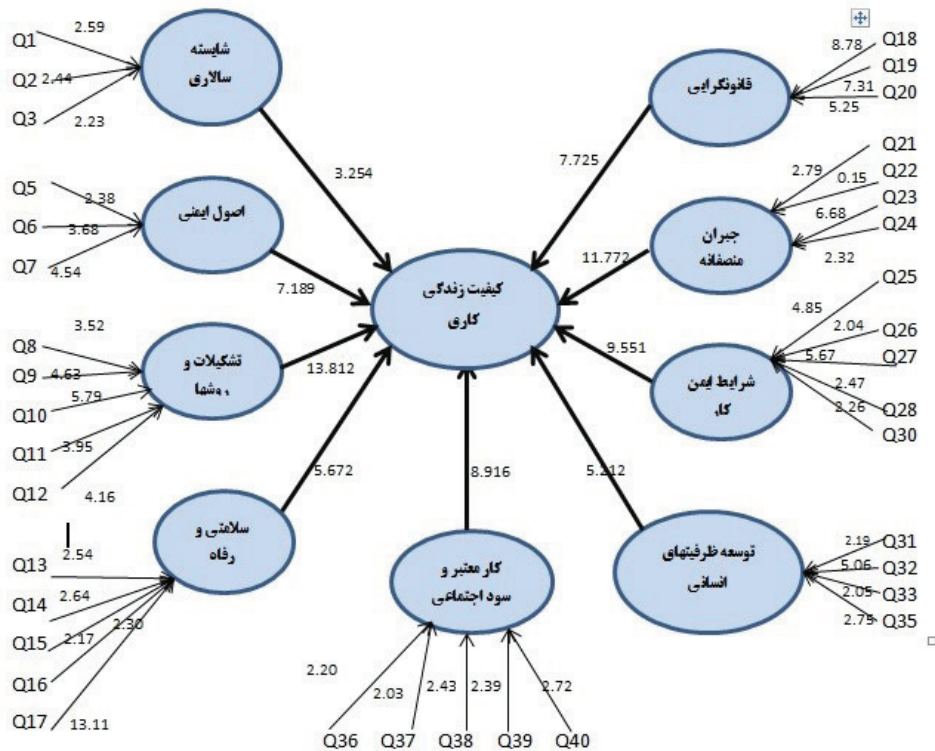 Q1
2.59
Q2
2.44
Q3
2.23
شایسته
سالاری
3.254
Q5
2.38
Q6
3.68
Q7
4.54
اصول ایمنی
7.189
Q8
3.52
Q9
4.63
Q10
5.79
Q11
3.95
Q12
4.16
تشکیلات و
روشها
13.812
Q13
2.54
Q14
2.64
Q15
2.17
2.30
Q16
Q17
13.11
سلامتی و
رفاه
5.672
کیفیت زندگی
کاری
8.916
کار معتبر و
سود اجتماعی
2.20
2.03
2.43
2.39
2.72
Q36
Q37
Q38
Q39
Q40
قانونگرایی
7.725
8.78
Q18
7.31
Q19
5.25
Q20
جبران
منصفانه
11.772
2.79
Q21
0.15
Q22
6.68
Q23
2.32
Q24
شرایط ایمن
کار
9.551
4.85
Q25
2.04
Q26
5.67
Q27
2.47
Q28
2.26
Q30
توسعه ظرفیتهای
انسانی
5.212
2.19
Q31
5.06
Q32
2.05
Q33
2.75
Q35